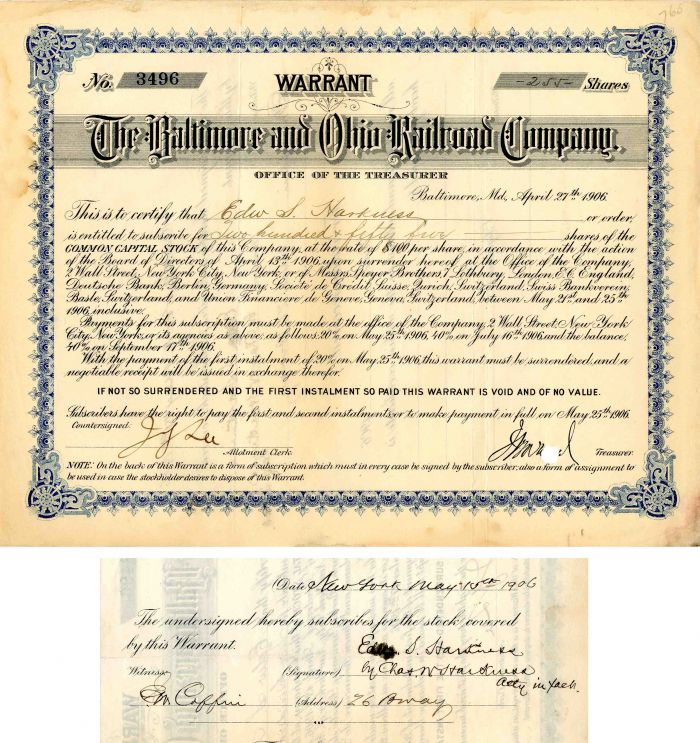 766
No. 3496 WARRANT -255- Shares
The Baltimore and Ohio Railroad Company.
OFFICE OF THE TREASURER
Baltimore, Md., April 27th 1906.
This is to certify that Edw S. Harkness or order,
is entitled to subscribe for Two hundred & fifty five shares of the
COMMON CAPITAL STOCK of this Company, at the rate of $100 per share, in accordance with the action
of the Board of Directors of April 13th 1906, upon surrender hereof at the Office of the Company,
2 Wall Street, New York City, New York, or of Messrs Speyer Brothers, 7 Lothbury, London, E.C. England,
Deutsche Bank, Berlin, Germany, Societé de Crédit, Suisse, Zurich, Switzerland, Swiss Bankverein,
Basle, Switzerland, and Union Financiere de Geneve, Geneva, Switzerland, between May 21st and 25th
1906, inclusive.
Payments for this subscription must be made at the office of the Company, 2 Wall Street, New York
City, New York, or its agencies as above, as follows: 20% on May 25th 1906, 40% on July 16th 1906, and the balance,
40% on September 17th 1906.
With the payment of the first instalment of 20% on May 25th 1906, this warrant must be surrendered, and a
negotiable receipt will be issued in exchange therefor.
IF NOT SO SURRENDERED AND THE FIRST INSTALMENT SO PAID THIS WARRANT IS VOID AND OF NO VALUE.
Subscribers have the right to pay the first and second instalments or to make payment in full on May 25th 1906.
Countersigned:
J J Lee
Allotment Clerk. Treasurer.
NOTE: On the back of this Warrant is a form of subscription which must in every case be signed by the subscriber; also a form of assignment to
be used in case the stockholder desires to dispose of this Warrant.
(Date) New York May 15th 1906
The undersigned hereby subscribes for the stock covered
by this Warrant.
Edw. S. Harkness
Witness: (Signature) by Chas. W Harkness
Atty in fact.
EM Coffin (Address) 26 Bway